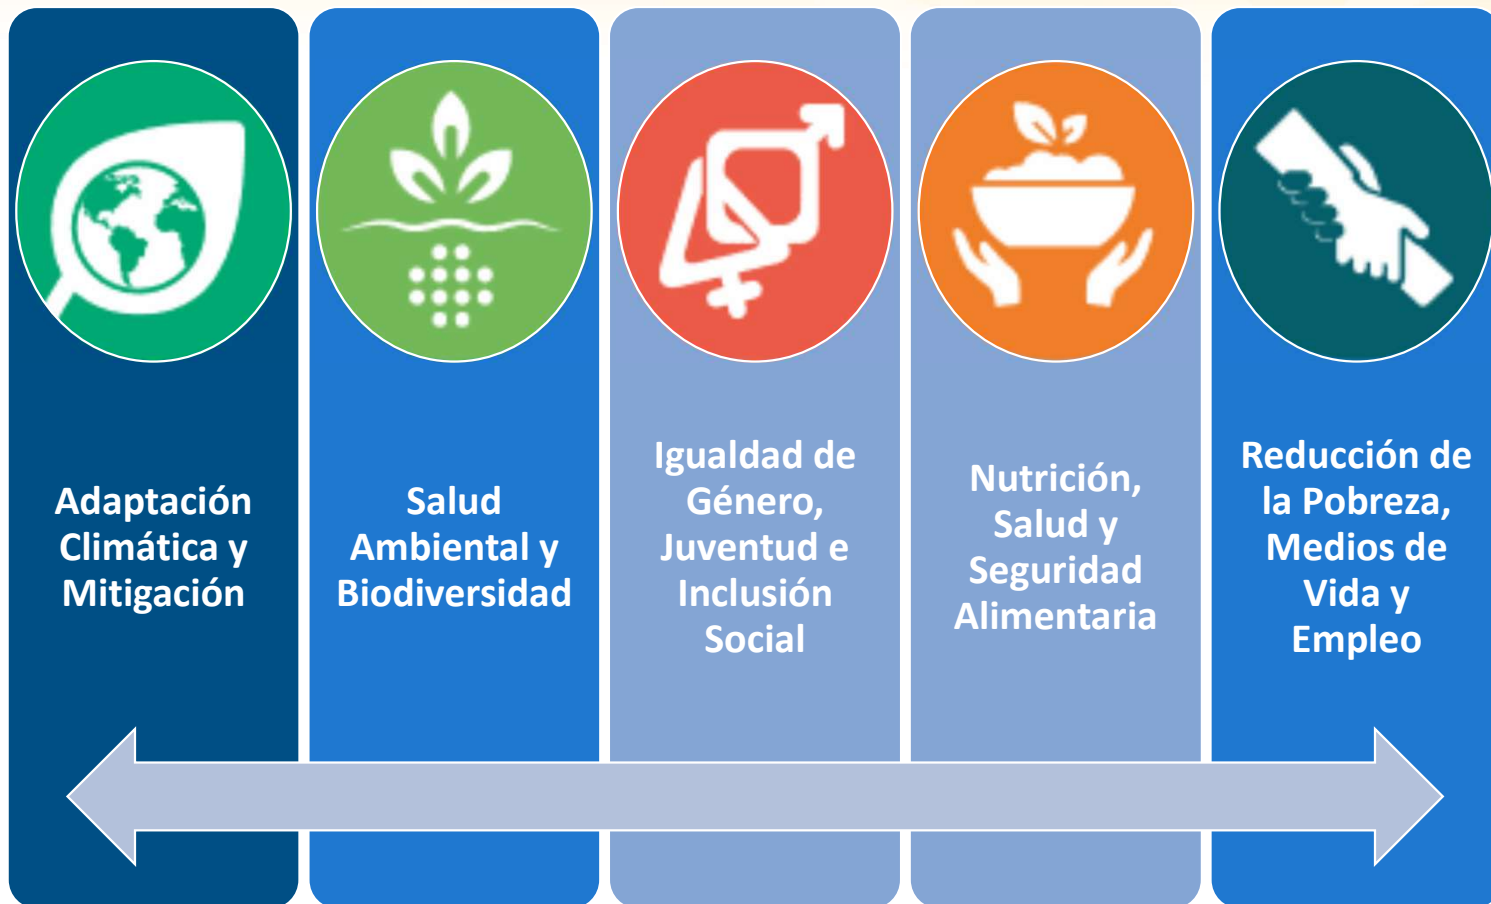 Adaptación
Climática y
Mitigación
Salud
Ambiental y
Biodiversidad
Igualdad de
Género,
Juventud e
Inclusión
Social
Nutrición,
Salud y
Seguridad
Alimentaria
Reducción de
la Pobreza,
Medios de
Vida y
Empleo